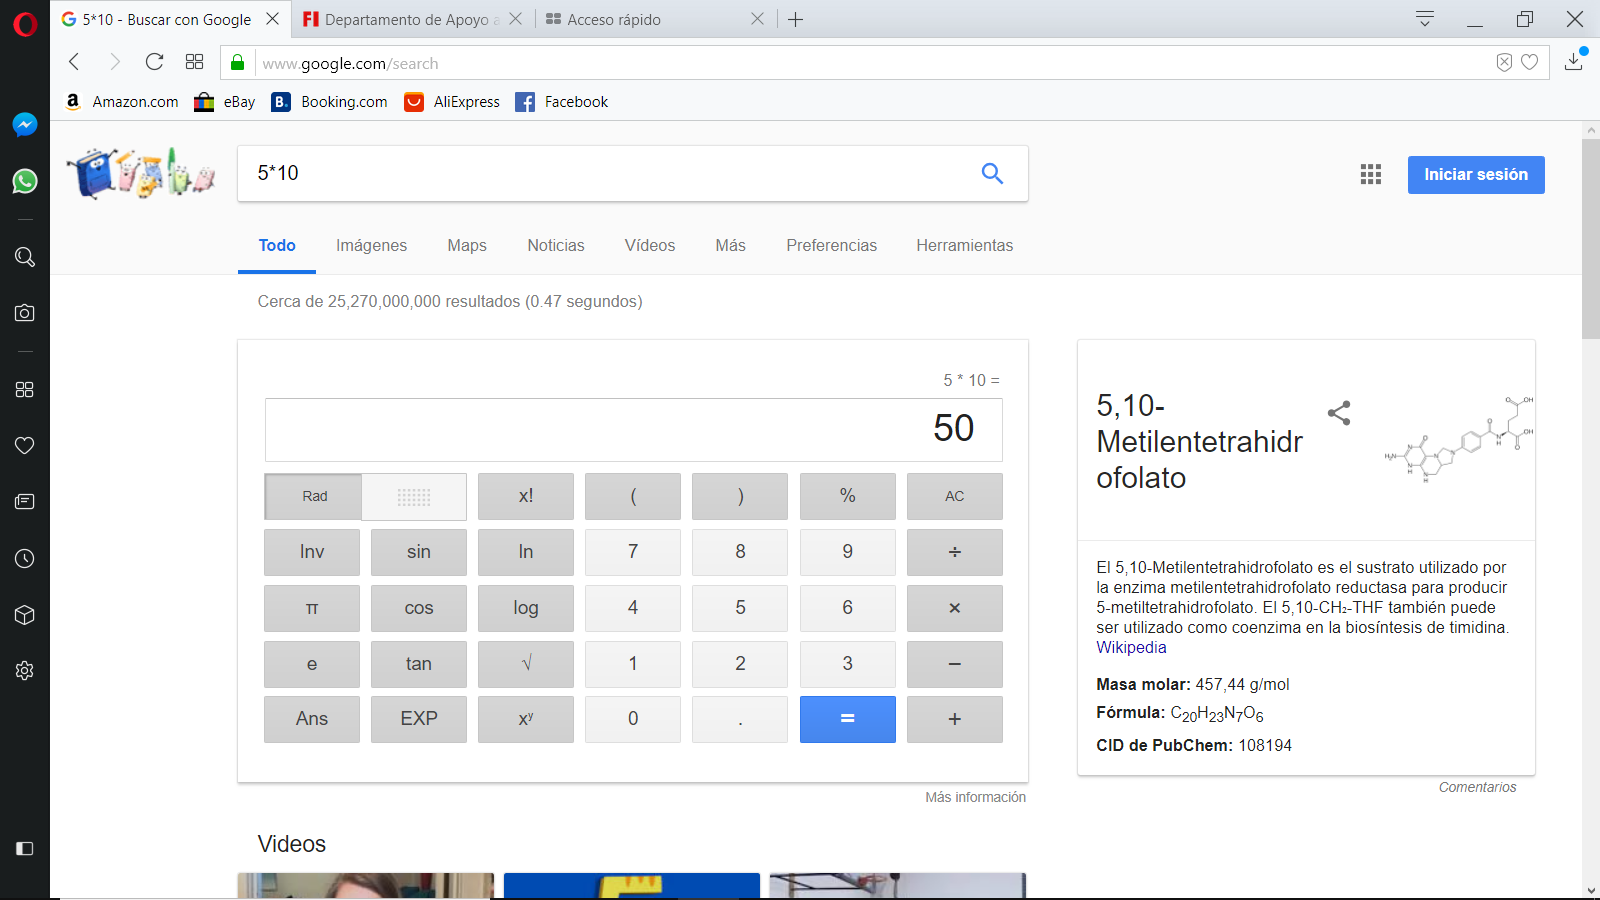 5*10 - Buscar con Google
Departamento de Apoyo a
Acceso rápido
www.google.com/search
Amazon.com
eBay
Booking.com
AliExpress
Facebook
5*10
Iniciar sesión
Todo
Imágenes
Maps
Noticias
Vídeos
Más
Preferencias
Herramientas
Cerca de 25,270,000,000 resultados (0.47 segundos)
5 * 10 =
50
Rad
x!
(
)
%
AC
Inv
sin
ln
7
8
9
÷
π
cos
log
4
5
6
×
e
tan
√
1
2
3
−
Ans
EXP
xʸ
0
.
=
+
Más información
Videos
5,10-
Metilentetrahidr
ofolato
El 5,10-Metilentetrahidrofolato es el sustrato utilizado por
la enzima metilentetrahidrofolato reductasa para producir
5-metiltetrahidrofolato. El 5,10-CH₂-THF también puede
ser utilizado como coenzima en la biosíntesis de timidina.
Wikipedia
Masa molar: 457,44 g/mol
Fórmula: C₂₀H₂₃N₇O₆
CID de PubChem: 108194
Comentarios